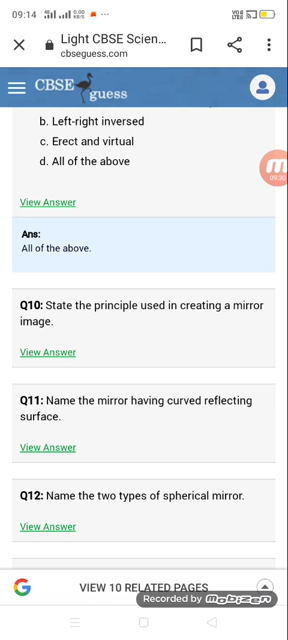 09:14
Light CBSE Scien...
cbseguess.com
CBSE guess
b. Left-right inversed
c. Erect and virtual
d. All of the above
View Answer
09:30
Ans:
All of the above.
Q10: State the principle used in creating a mirror
image.
View Answer
Q11: Name the mirror having curved reflecting
surface.
View Answer
Q12: Name the two types of spherical mirror.
View Answer
VIEW 10 RELATED PAGES
Recorded by mobizen